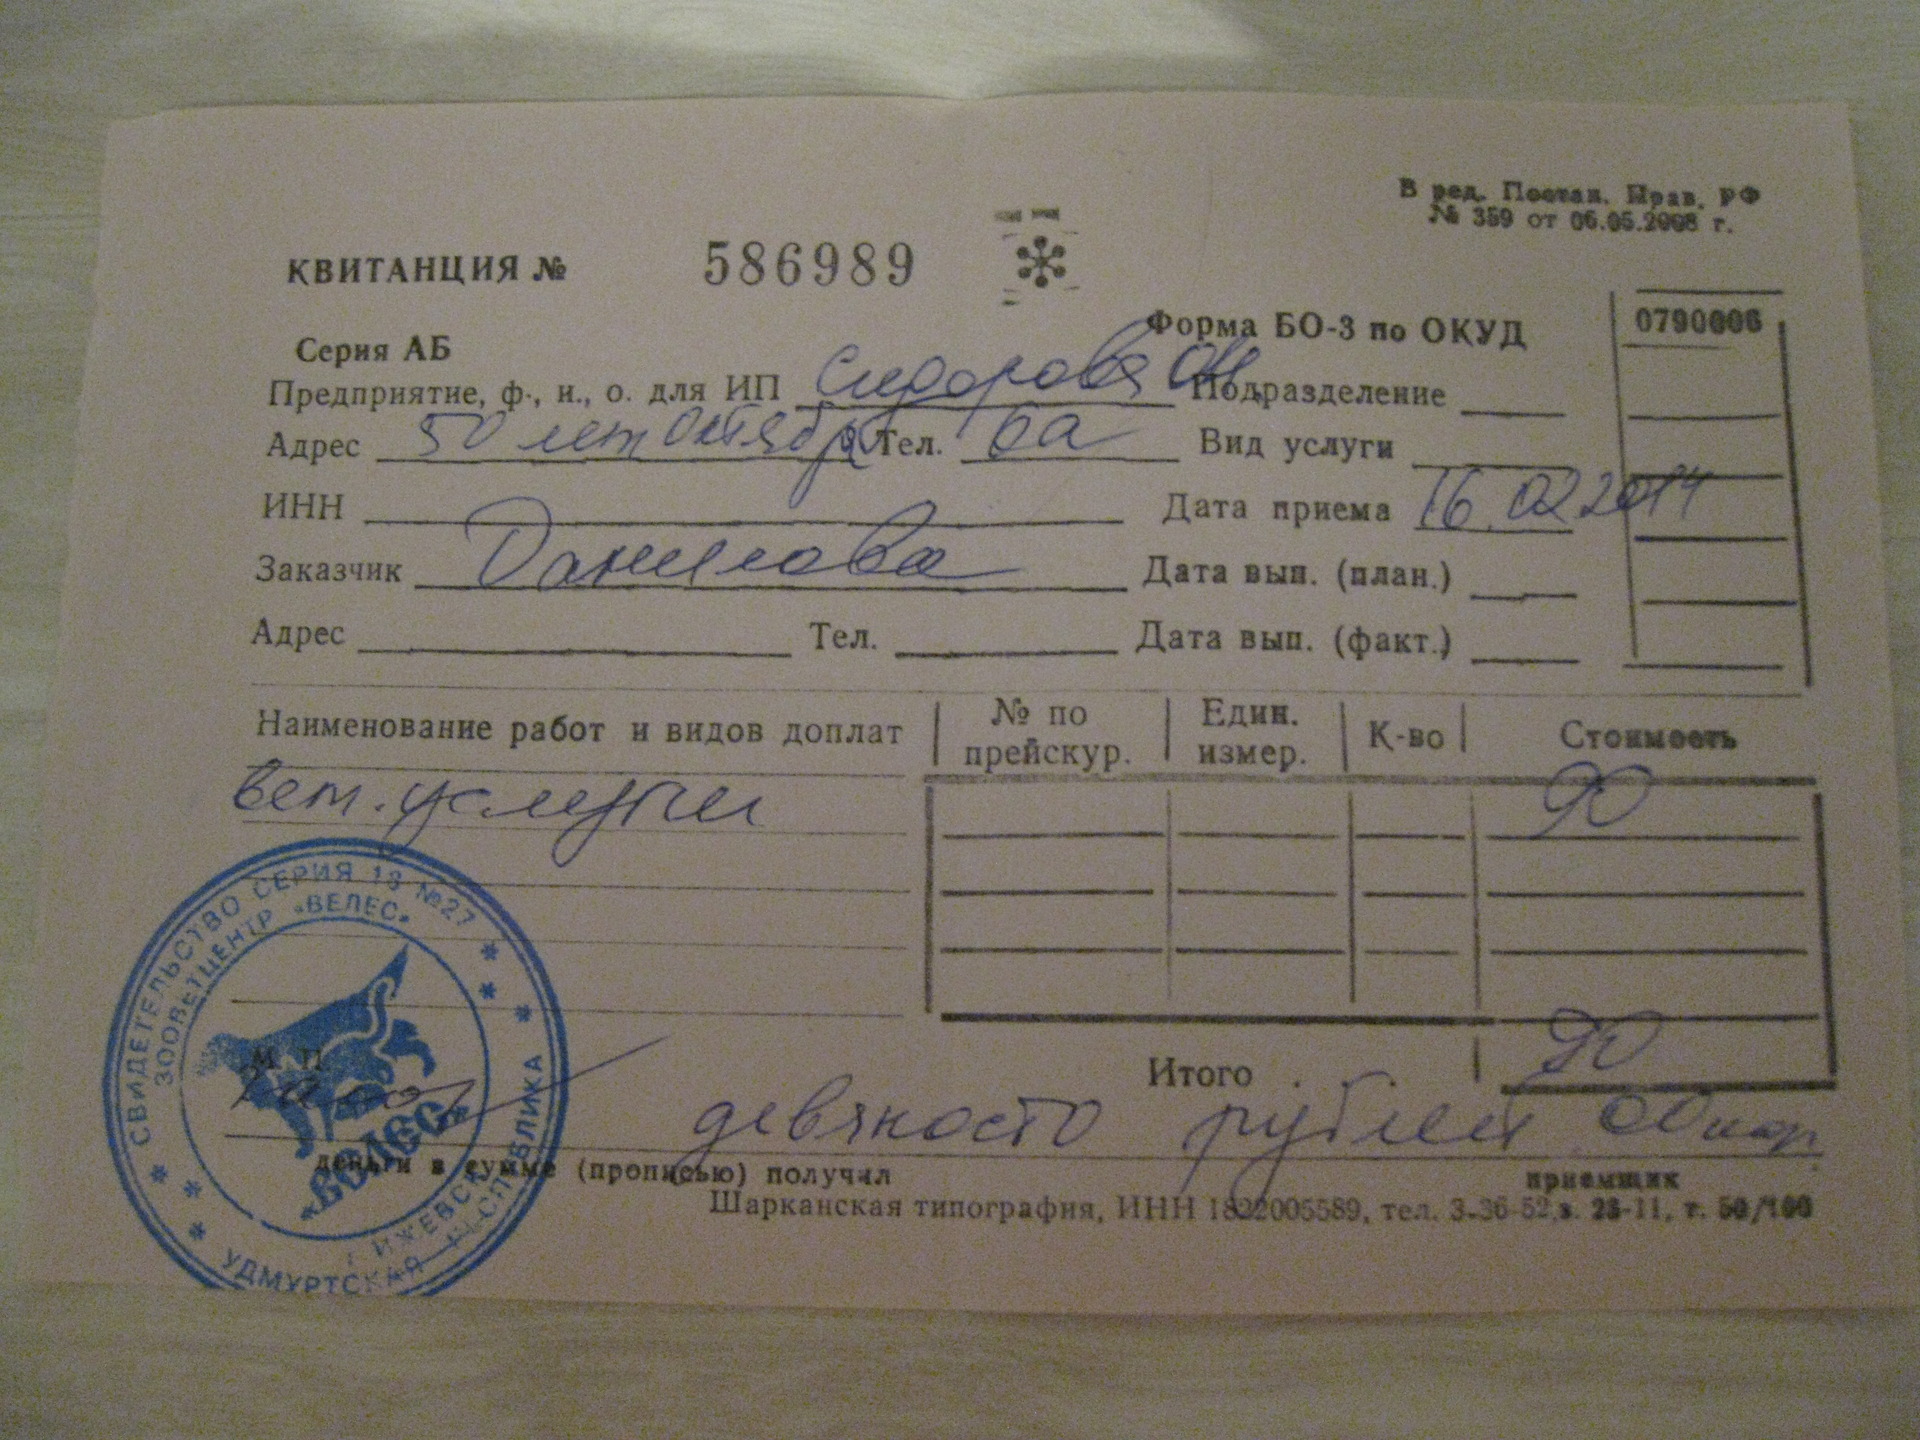 В ред. Постан. Прав. РФ
№ 359 от 06.05.2008 г.
КВИТАНЦИЯ № 586989
Форма БО-3 по ОКУД 0790006
Серия АБ
Предприятие, ф., и., о. для ИП Сидорова Подразделение
Адрес 50 лет Октября Тел. 6а Вид услуги
ИНН Дата приема 16.02 2014
Заказчик Данилова Дата вып. (план.)
Адрес Тел. Дата вып. (факт.)
Наименование работ и видов доплат № по прейскур. Един. измер. К-во Стоимость
вет. услуги 90
СВИДЕТЕЛЬСТВО СЕРИЯ 18 №27
ЗООВЕТЦЕНТР «ВЕЛЕС»
М. П.
Итого 90
девяносто рублей 00 коп
*ВЕЛЕС*
деньги в сумме (прописью) получил приемщик
Шарканская типография, ИНН 1822005589, тел. 3-36-52, з. 23-11, т. 50/100
Г ИЖЕВСК
УДМУРТСКАЯ РЕСПУБЛИКА